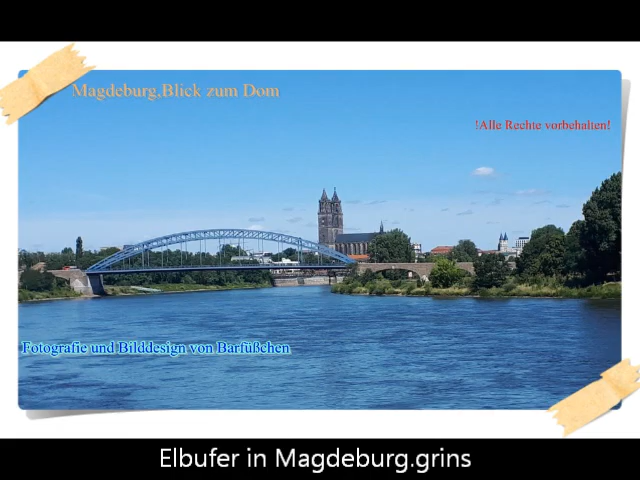 Magdeburg,Blick zum Dom
!Alle Rechte vorbehalten!
Fotografie und Bilddesign von Barfüßchen
Elbufer in Magdeburg.grins